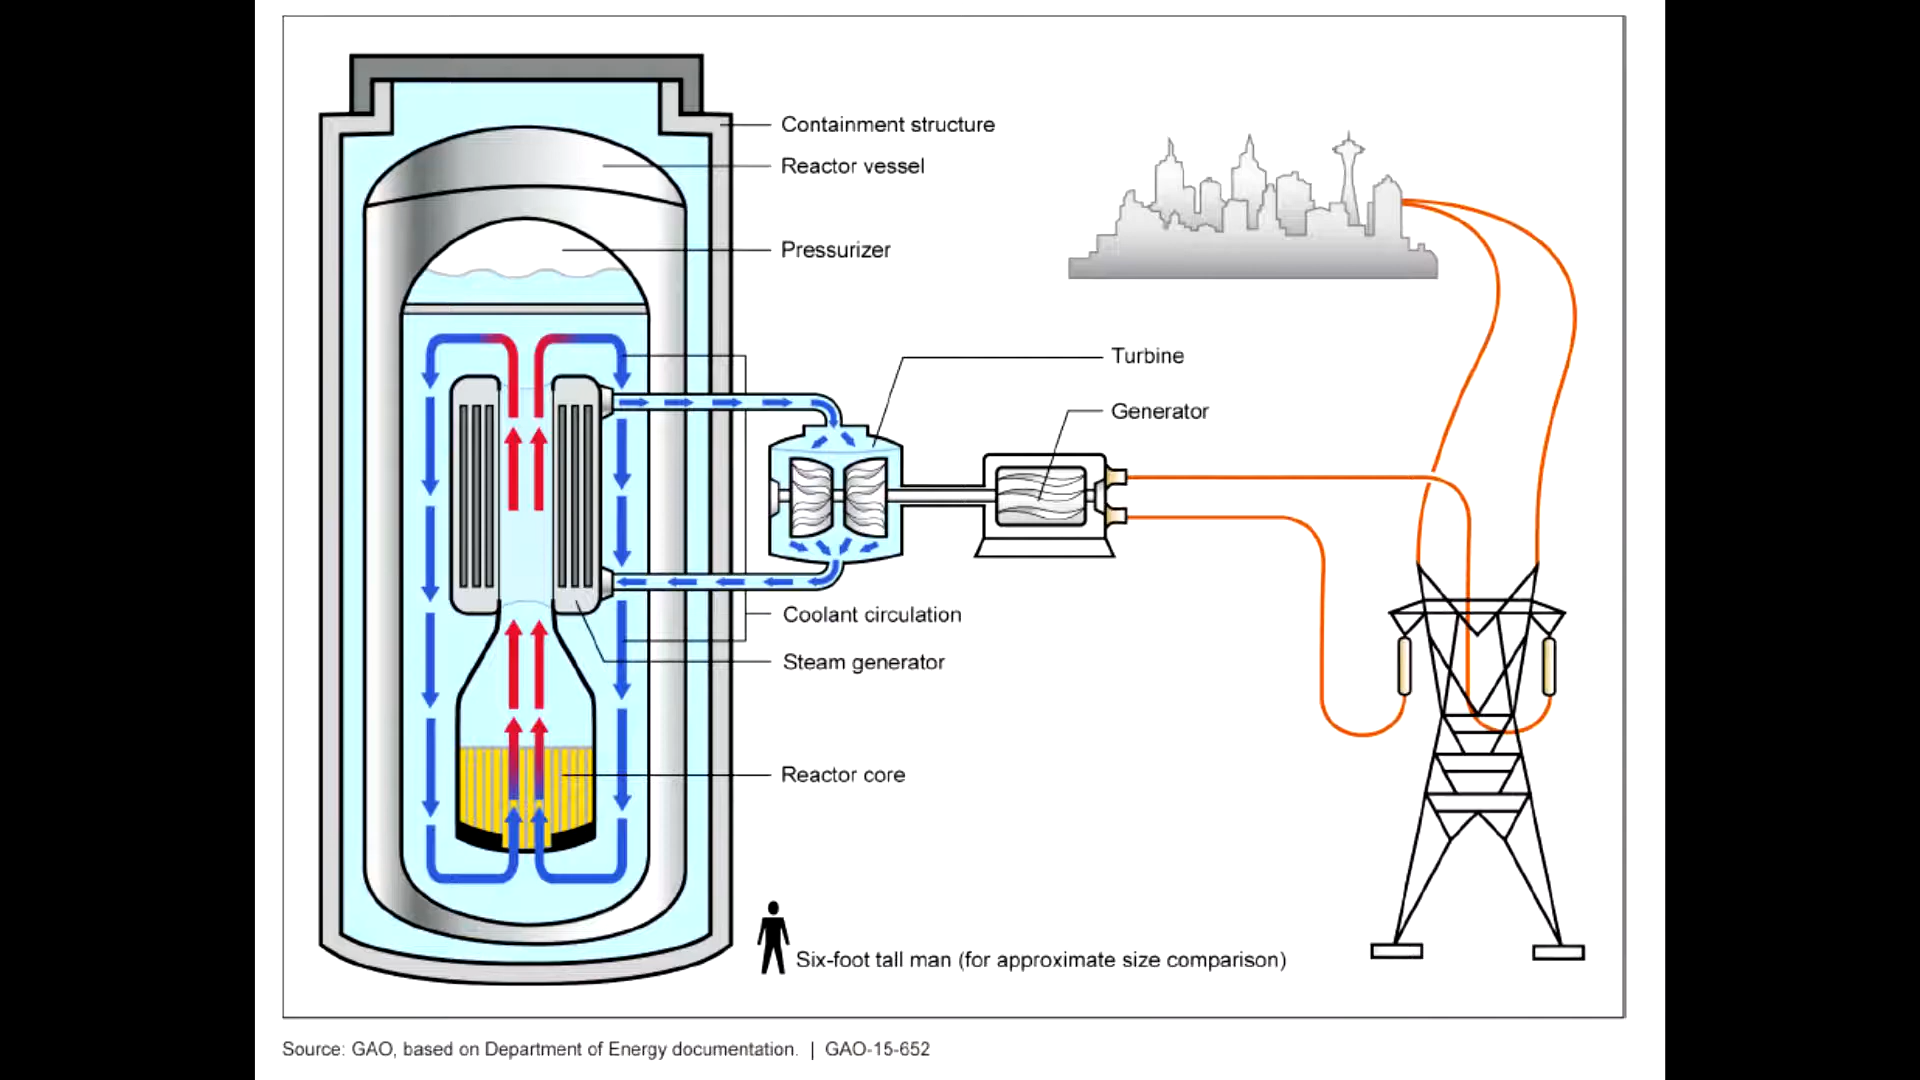 Containment structure
Reactor vessel
Pressurizer
Turbine
Generator
Coolant circulation
Steam generator
Reactor core
Six-foot tall man (for approximate size comparison)
Source: GAO, based on Department of Energy documentation. | GAO-15-652